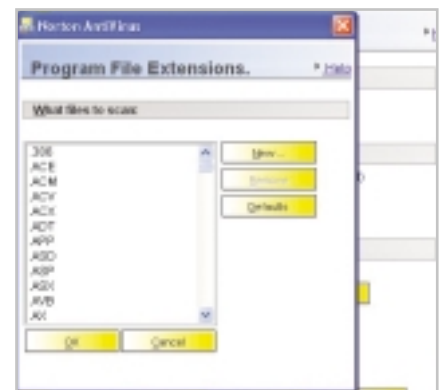 Norton AntiVirus
Program File Extensions.
Help
What files to scan:
ACE
ACM
ACV
ACX
ADT
APP
ASD
ASP
ASX
AVB
AX
New...
Remove
Defaults
OK
Cancel